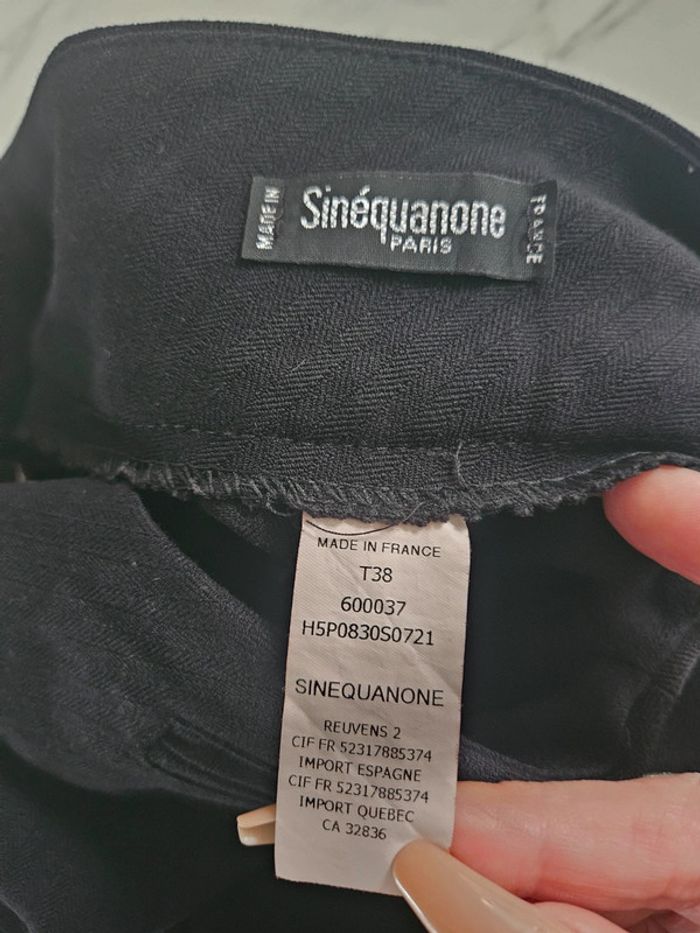 MADE IN
Sinéquanone
PARIS
FRANCE
MADE IN FRANCE
T38
600037
H5P0830S0721
SINEQUANONE
REUVENS 2
CIF FR 52317885374
IMPORT ESPAGNE
CIF FR 52317885374
IMPORT QUEBEC
CA 32836